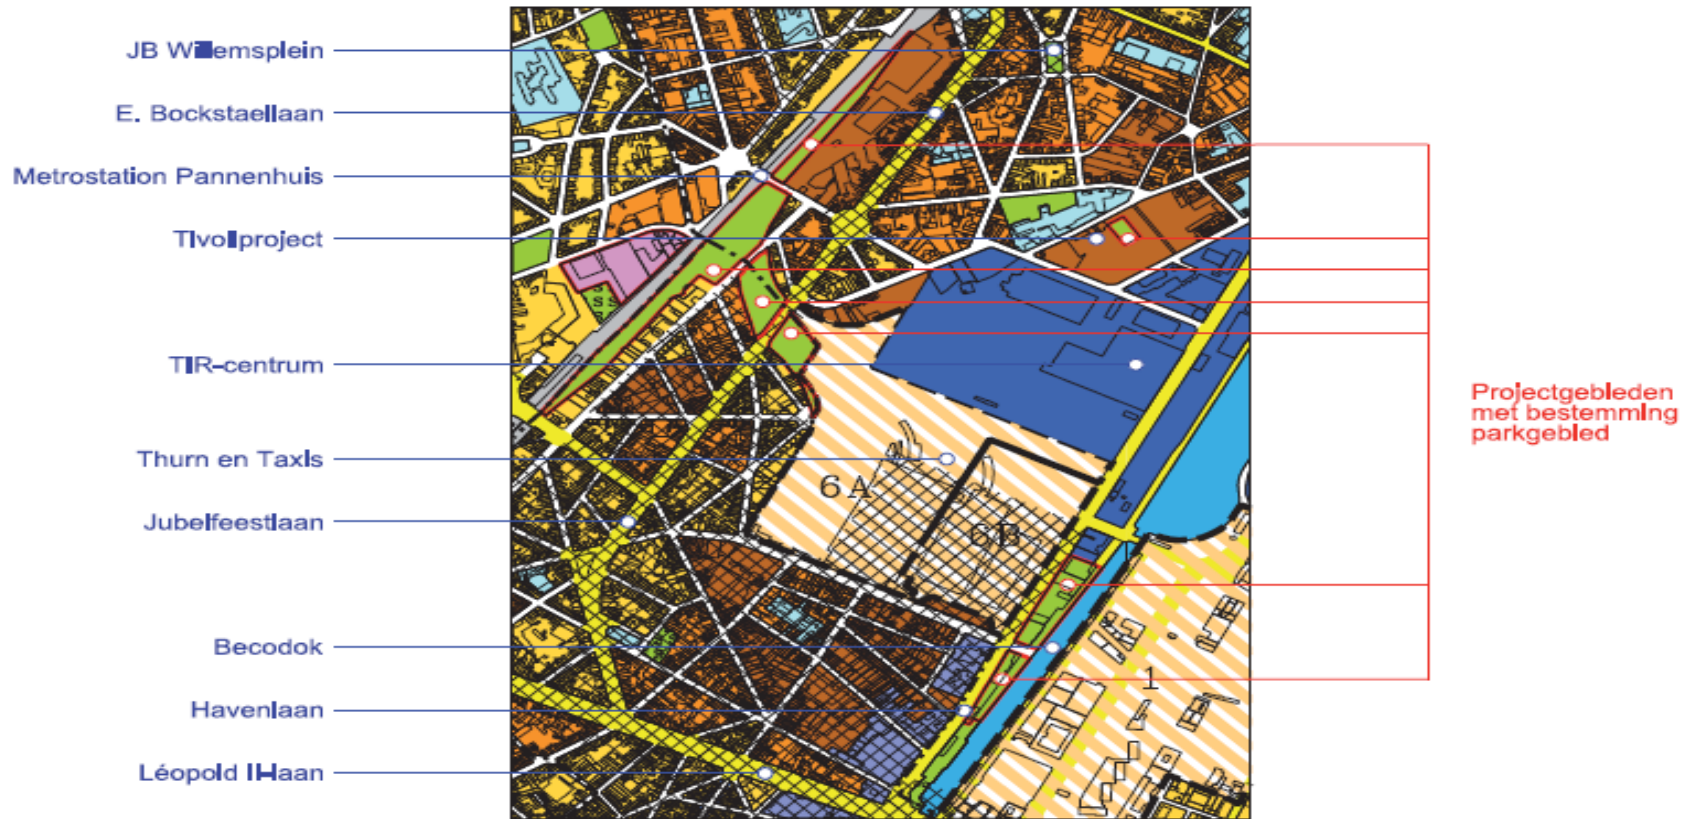 JB Willemsplein
E. Bockstaellaan
Metrostation Pannenhuis
Tivoliproject
TIR-centrum
Thurn en Taxis
Jubelfeestlaan
Becodok
Havenlaan
Léopold II-laan
6 A
6 B
1
Projectgebieden
met bestemming
parkgebied